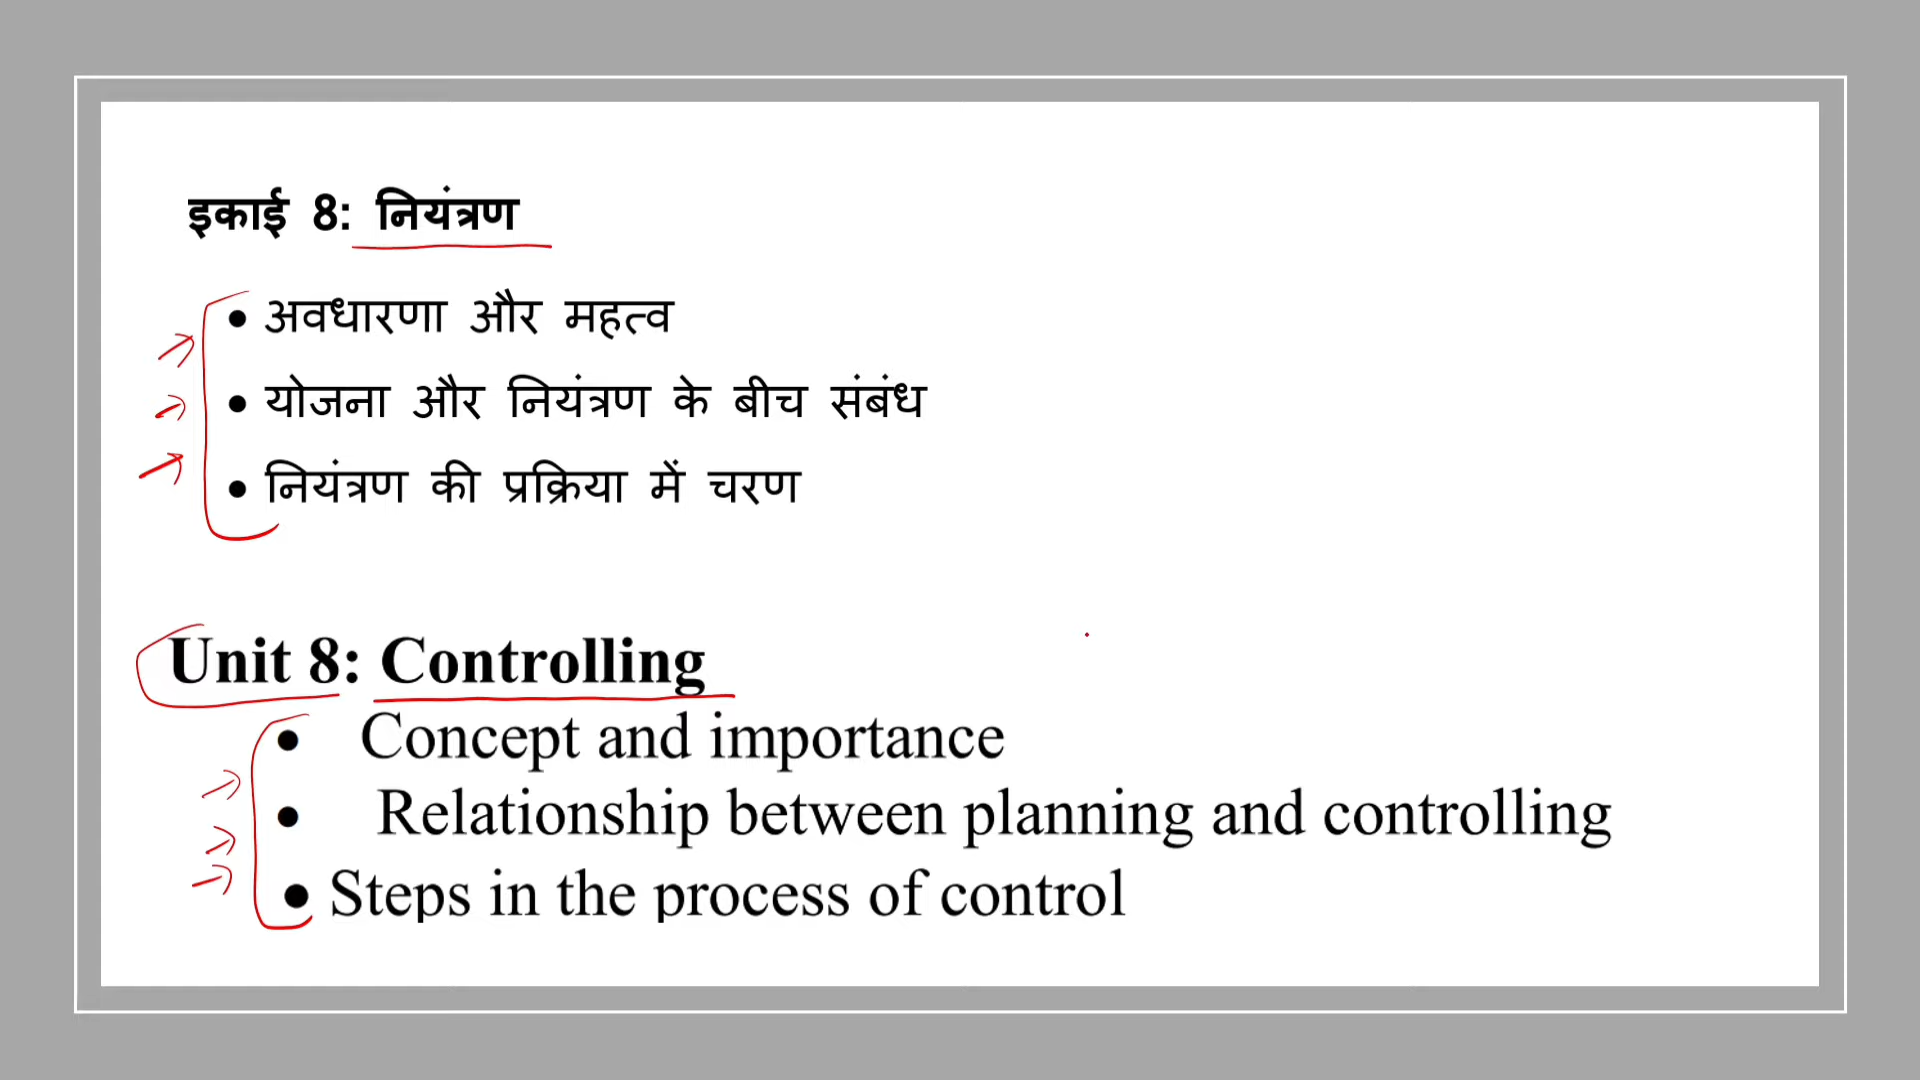 इकाई 8: नियंत्रण
• अवधारणा और महत्व
• योजना और नियंत्रण के बीच संबंध
• नियंत्रण की प्रक्रिया में चरण
Unit 8: Controlling
• Concept and importance
• Relationship between planning and controlling
• Steps in the process of control